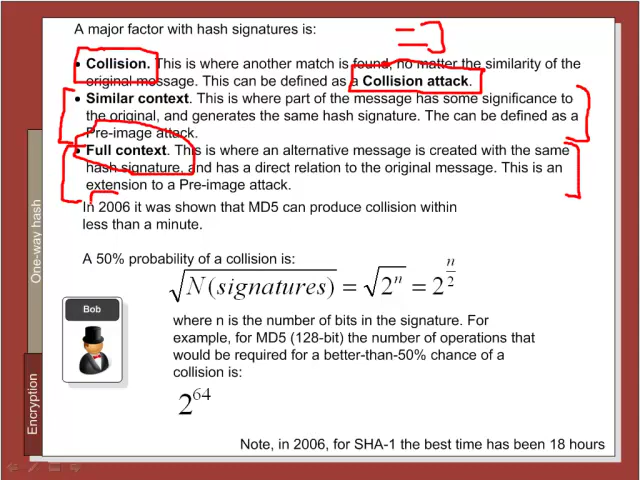 A major factor with hash signatures is:
• Collision. This is where another match is found, no matter the similarity of the
original message. This can be defined as a Collision attack.
• Similar context. This is where part of the message has some significance to
the original, and generates the same hash signature. The can be defined as a
Pre-image attack.
• Full context. This is where an alternative message is created with the same
hash signature, and has a direct relation to the original message. This is an
extension to a Pre-image attack.
In 2006 it was shown that MD5 can produce collision within
less than a minute.
A 50% probability of a collision is:
√N(signatures) = √2^n = 2^(n/2)
where n is the number of bits in the signature. For
example, for MD5 (128-bit) the number of operations that
would be required for a better-than-50% chance of a
collision is:
2^64
Note, in 2006, for SHA-1 the best time has been 18 hours
Bob
One-way hash
Encryption